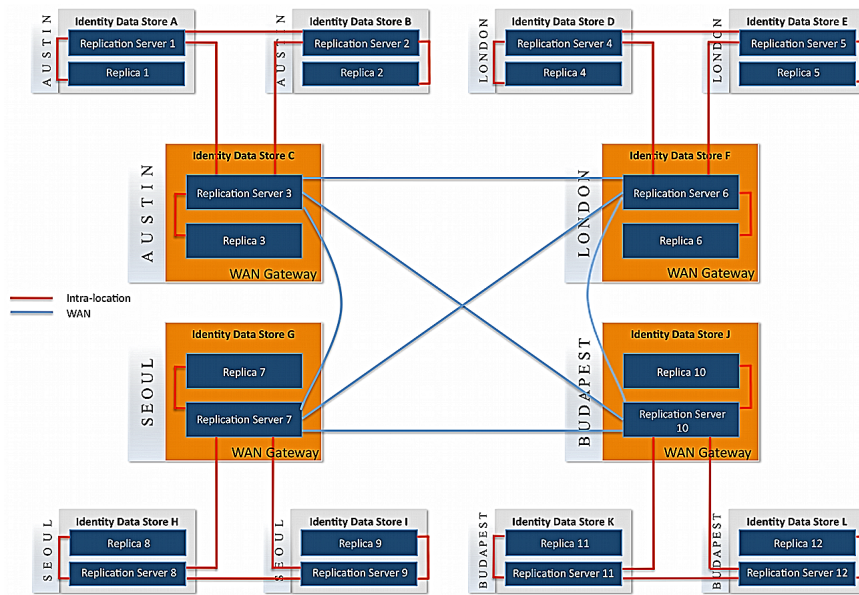 AUSTIN
Identity Data Store A
Replication Server 1
Replica 1
AUSTIN
Identity Data Store B
Replication Server 2
Replica 2
LONDON
Identity Data Store D
Replication Server 4
Replica 4
LONDON
Identity Data Store E
Replication Server 5
Replica 5
AUSTIN
Identity Data Store C
Replication Server 3
Replica 3
WAN Gateway
LONDON
Identity Data Store F
Replication Server 6
Replica 6
WAN Gateway
Intra-location
WAN
SEOUL
Identity Data Store G
Replica 7
Replication Server 7
WAN Gateway
BUDAPEST
Identity Data Store J
Replica 10
Replication Server
10
WAN Gateway
SEOUL
Identity Data Store H
Replica 8
Replication Server 8
SEOUL
Identity Data Store I
Replica 9
Replication Server 9
BUDAPEST
Identity Data Store K
Replica 11
Replication Server 11
BUDAPEST
Identity Data Store L
Replica 12
Replication Server 12